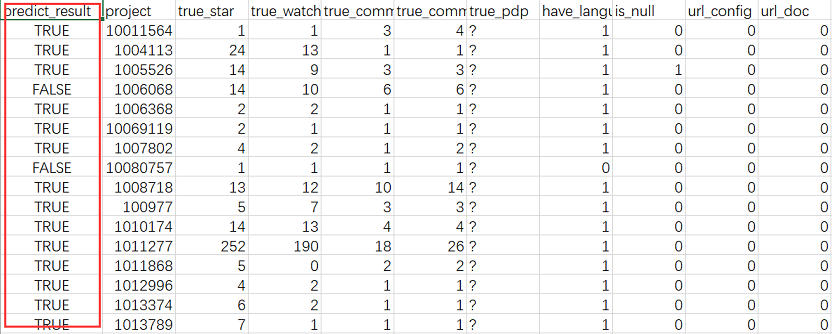 predict_result project true_star true_watch true_comm true_comm true_pdp have_langu is_null url_config url_doc
TRUE 10011564 1 1 3 4 ? 1 0 0 0
TRUE 1004113 24 13 1 1 ? 1 0 0 0
TRUE 1005526 14 9 3 3 ? 1 1 0 0
FALSE 1006068 14 10 6 6 ? 1 0 0 0
TRUE 1006368 2 2 1 1 ? 1 0 0 0
TRUE 10069119 2 1 1 1 ? 1 0 0 0
TRUE 1007802 4 2 1 2 ? 1 0 0 0
FALSE 10080757 1 1 1 1 ? 0 0 0 0
TRUE 1008718 13 12 10 14 ? 1 0 0 0
TRUE 100977 5 7 3 3 ? 1 0 0 0
TRUE 1010174 14 13 4 4 ? 1 0 0 0
TRUE 1011277 252 190 18 26 ? 1 0 0 0
TRUE 1011868 5 0 2 2 ? 1 0 0 0
TRUE 1012996 4 2 1 1 ? 1 0 0 0
TRUE 1013374 6 2 1 1 ? 1 0 0 0
TRUE 1013789 7 1 1 1 ? 1 0 0 0